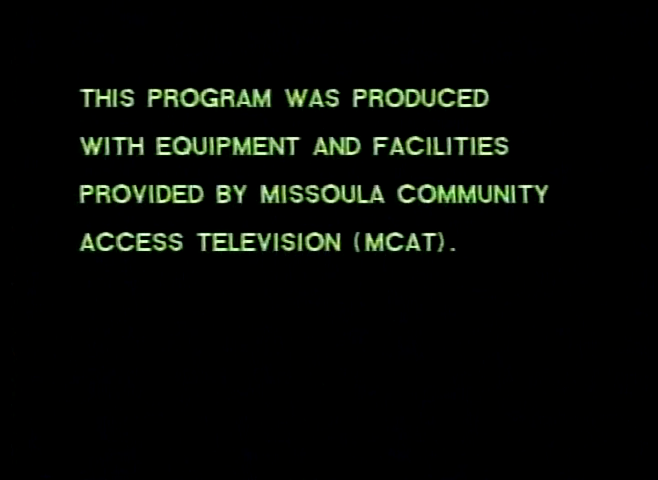 THIS PROGRAM WAS PRODUCED
WITH EQUIPMENT AND FACILITIES
PROVIDED BY MISSOULA COMMUNITY
ACCESS TELEVISION (MCAT).